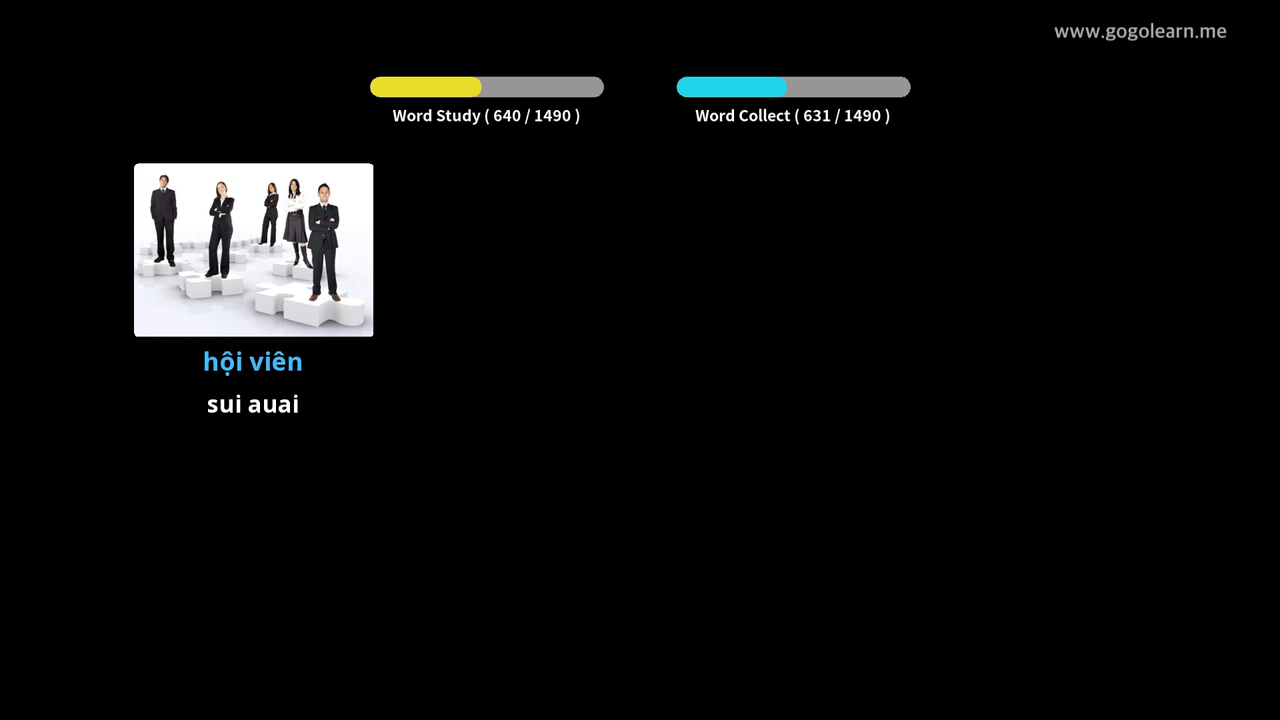 www.gogolearn.me
Word Study ( 640 / 1490 )
Word Collect ( 631 / 1490 )
hội viên
sui auai